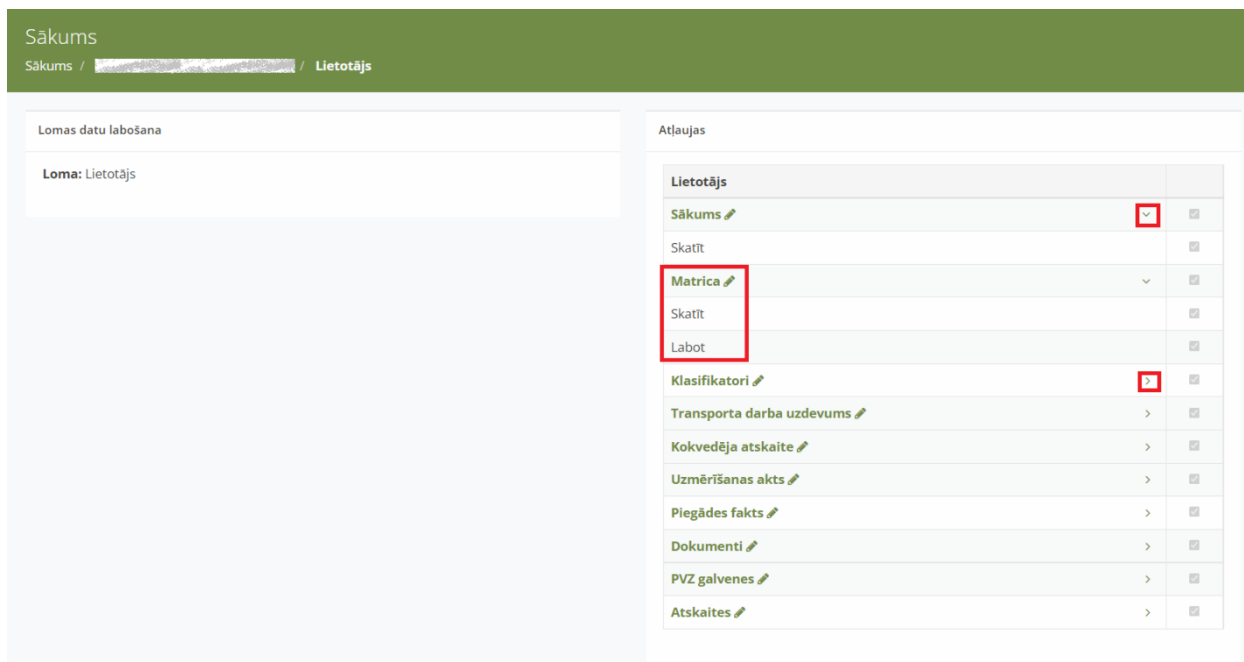 Sākums
Sākums / / Lietotājs
Lomas datu labošana
Loma: Lietotājs
Atļaujas
Lietotājs
Sākums
Skatīt
Matrica
Skatīt
Labot
Klasifikatori
Transporta darba uzdevums
Kokvedēja atskaite
Uzmērīšanas akts
Piegādes fakts
Dokumenti
PVZ galvenes
Atskaites